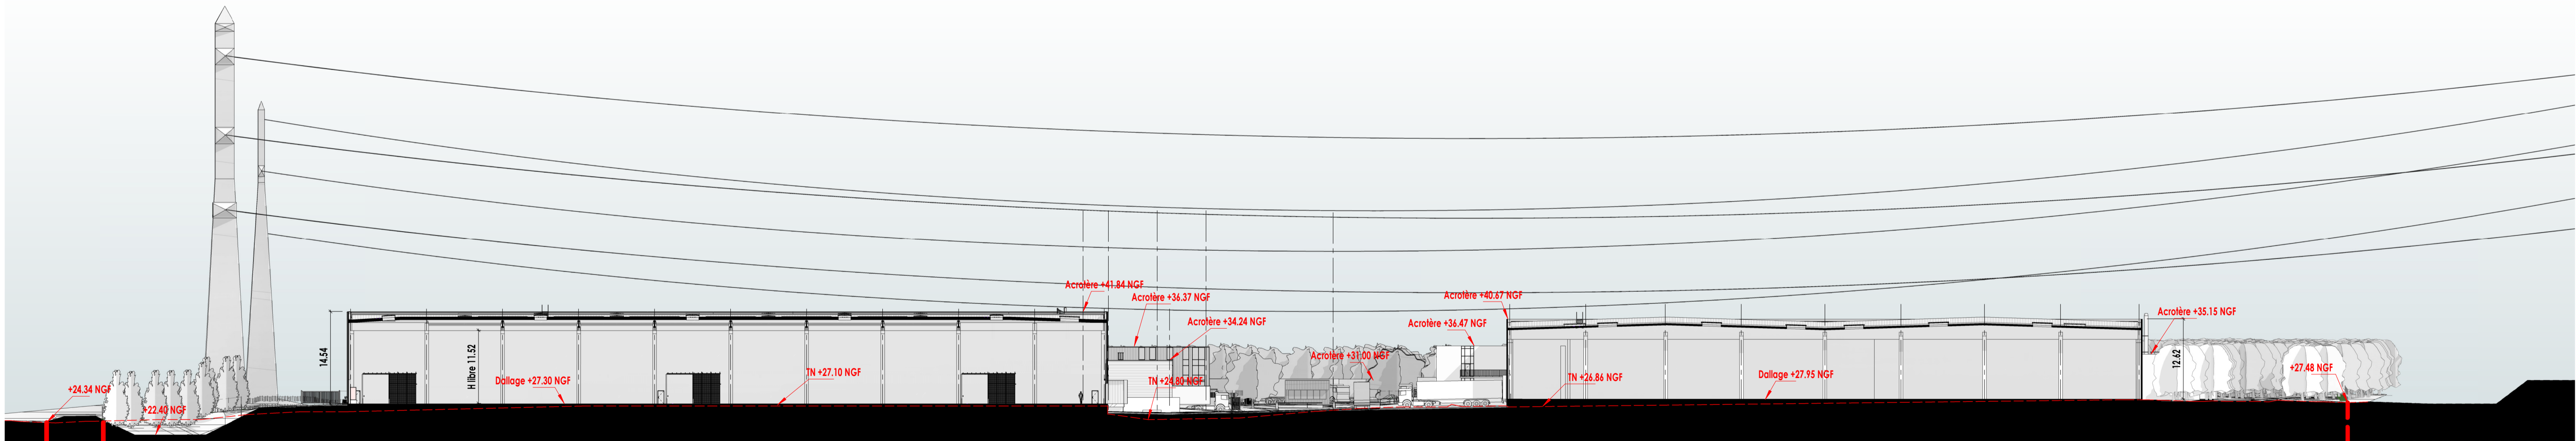 Acrotère +41.84 NGF
Acrotère +36.37 NGF
Acrotère +40.67 NGF
Acrotère +34.24 NGF
Acrotère +36.47 NGF
Acrotère +35.15 NGF
14.54
H libre 11.52
Acrotère +31.00 NGF
12.62
+24.34 NGF
Dallage +27.30 NGF
TN +27.10 NGF
TN +24.80 NGF
TN +26.86 NGF
Dallage +27.95 NGF
+27.48 NGF
+22.40 NGF